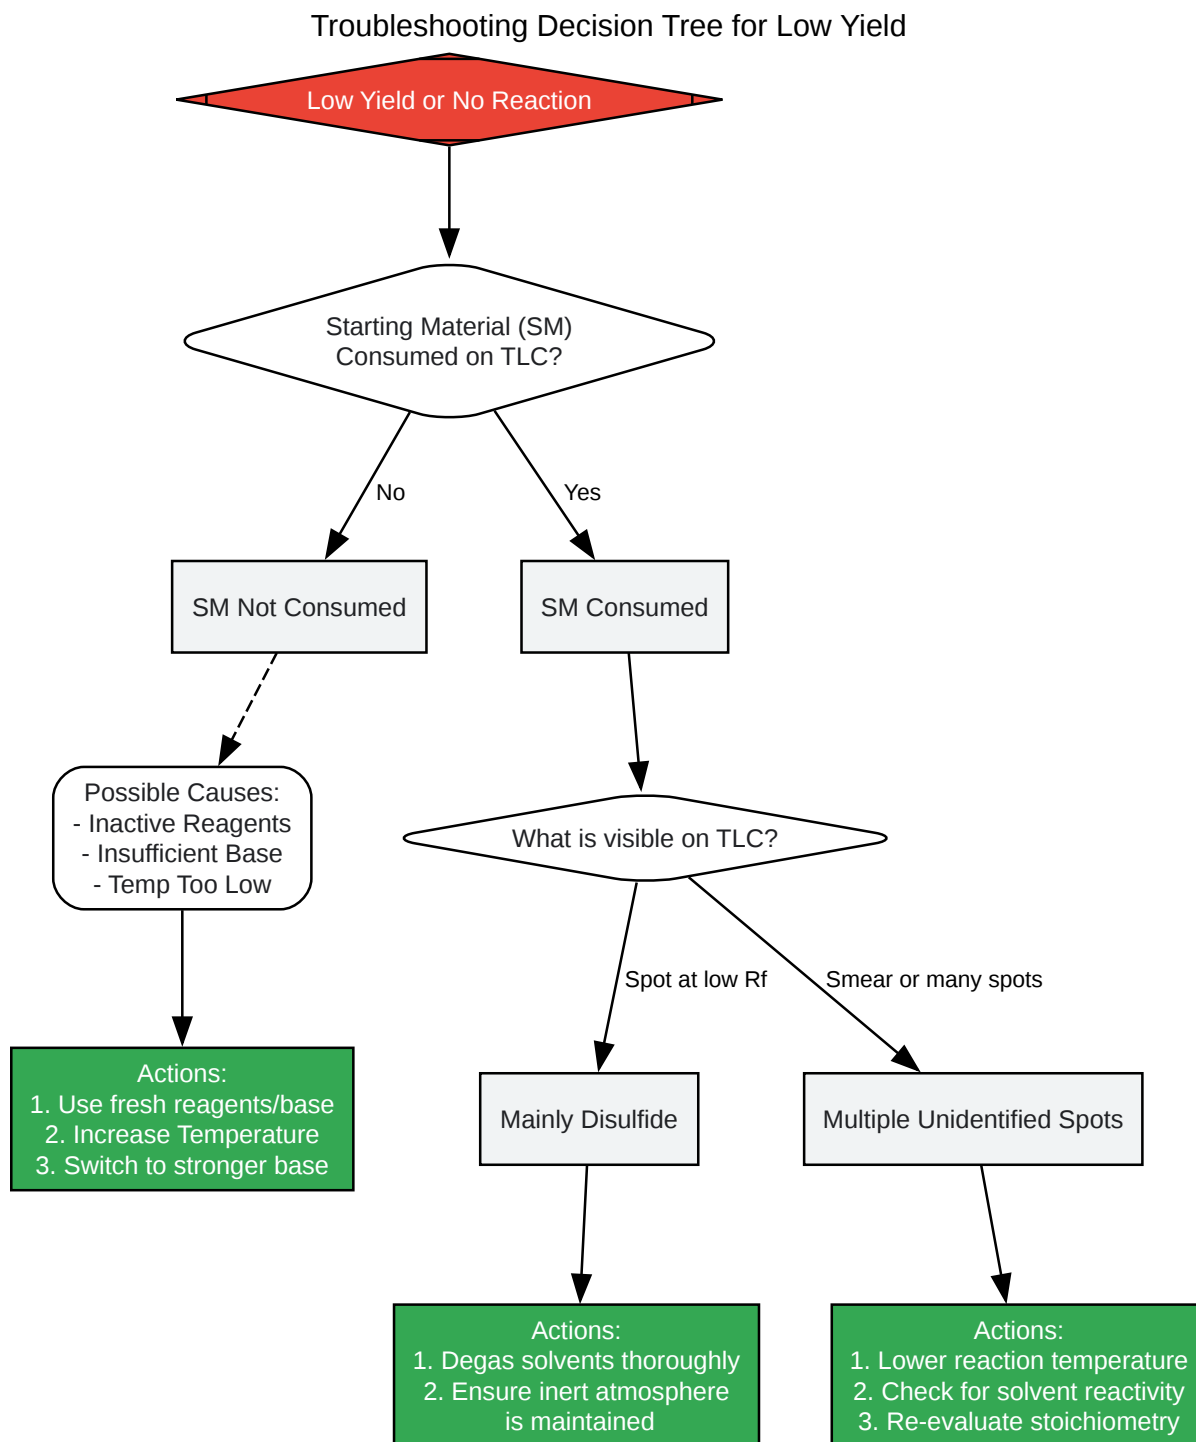 Troubleshooting Decision Tree for Low Yield
Low Yield or No Reaction
Starting Material (SM)
Consumed on TLC?
No
Yes
SM Not Consumed
SM Consumed
Possible Causes:
- Inactive Reagents
- Insufficient Base
- Temp Too Low
What is visible on TLC?
Spot at low Rf
Smear or many spots
Actions:
1. Use fresh reagents/base
2. Increase Temperature
3. Switch to stronger base
Mainly Disulfide
Multiple Unidentified Spots
Actions:
1. Degas solvents thoroughly
2. Ensure inert atmosphere
is maintained
Actions:
1. Lower reaction temperature
2. Check for solvent reactivity
3. Re-evaluate stoichiometry